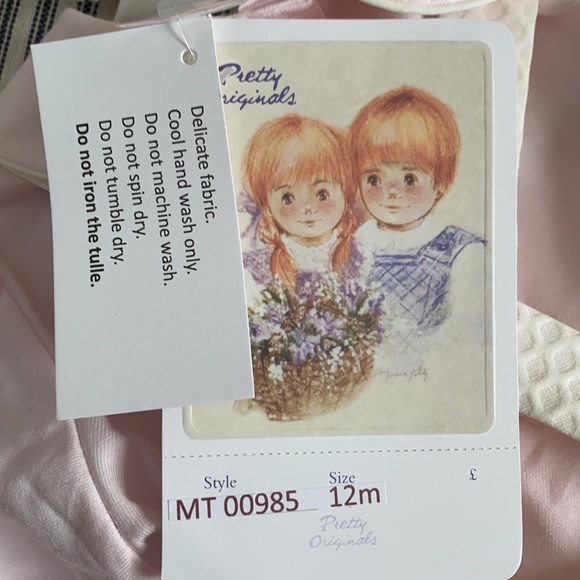 Delicate fabric.
Cool hand wash only.
Do not machine wash.
Do not spin dry.
Do not tumble dry.
Do not iron the tulle.
Pretty
riginals
Style Size £
MT 00985 12m
Pretty
Originals